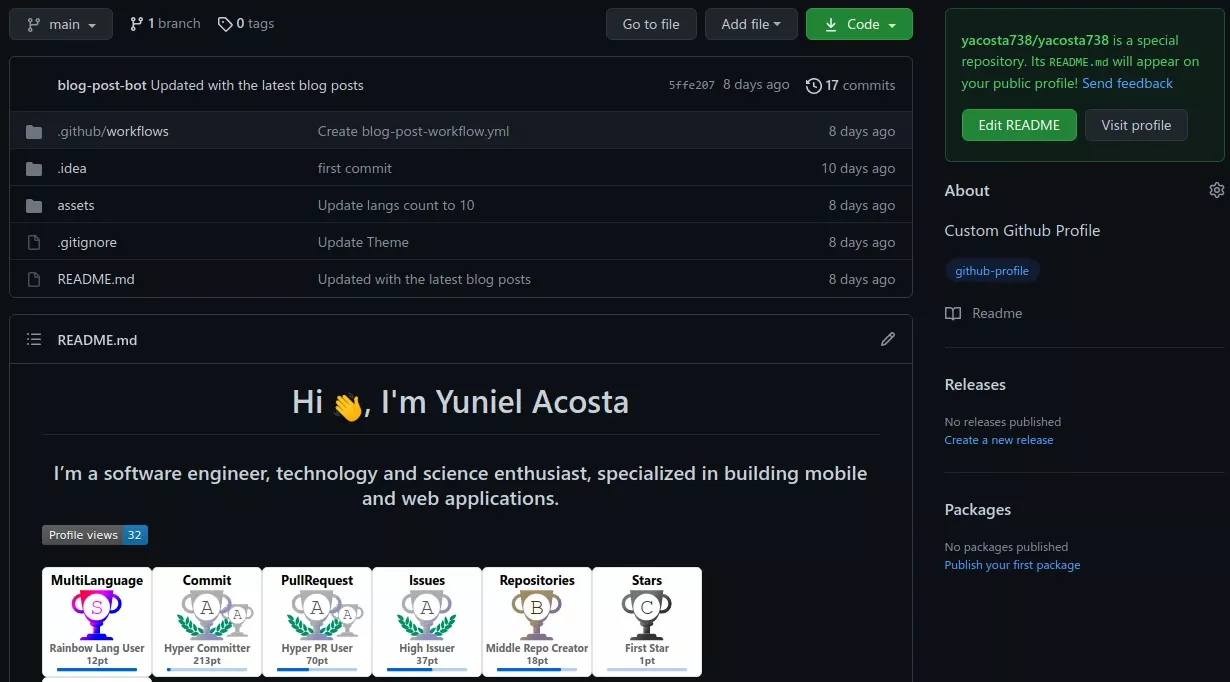 main 1 branch 0 tags Go to file Add file Code
blog-post-bot Updated with the latest blog posts 5ffe207 8 days ago 17 commits
.github/workflows Create blog-post-workflow.yml 8 days ago
.idea first commit 10 days ago
assets Update langs count to 10 8 days ago
.gitignore Update Theme 8 days ago
README.md Updated with the latest blog posts 8 days ago
README.md
Hi 👋, I'm Yuniel Acosta
I’m a software engineer, technology and science enthusiast, specialized in building mobile
and web applications.
Profile views 32
MultiLanguage Commit PullRequest Issues Repositories Stars
S A A A A A B C
Rainbow Lang User Hyper Committer Hyper PR User High Issuer Middle Repo Creator First Star
12pt 213pt 70pt 37pt 18pt 1pt
yacosta738/yacosta738 is a special
repository. Its README.md will appear on
your public profile! Send feedback
Edit README Visit profile
About
Custom Github Profile
github-profile
Readme
Releases
No releases published
Create a new release
Packages
No packages published
Publish your first package